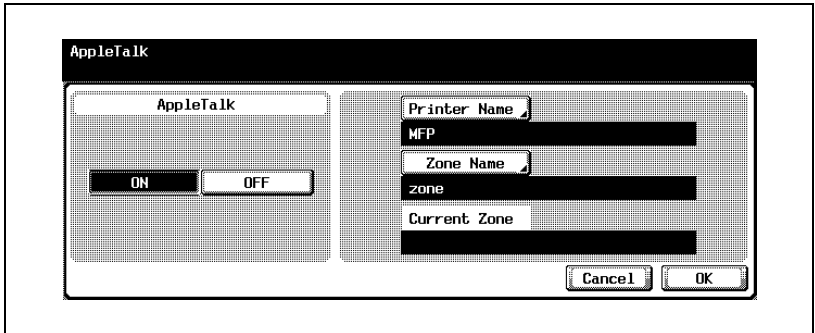 AppleTalk
AppleTalk
ON
OFF
Printer Name
MFP
Zone Name
zone
Current Zone
Cancel
OK